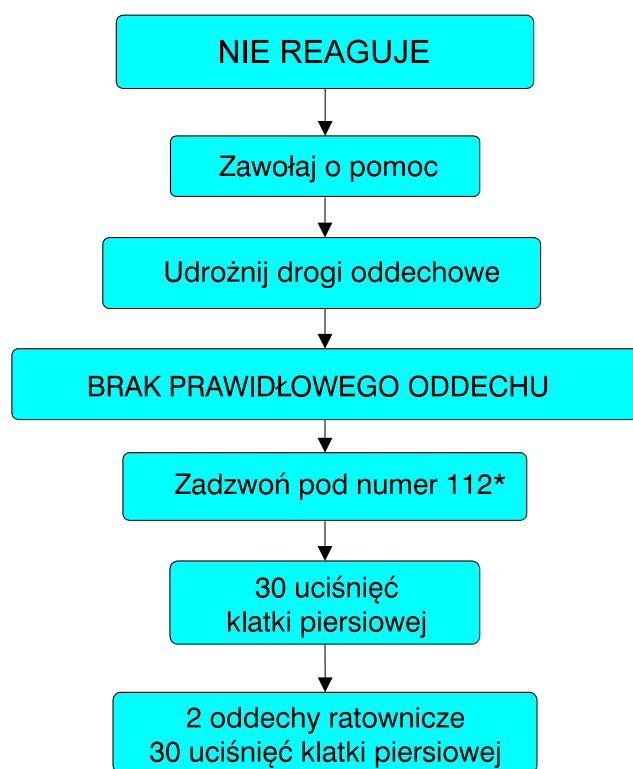 NIE REAGUJE
Zawołaj o pomoc
Udrożnij drogi oddechowe
BRAK PRAWIDŁOWEGO ODDECHU
Zadzwoń pod numer 112*
30 uciśnięć
klatki piersiowej
2 oddechy ratownicze
30 uciśnięć klatki piersiowej